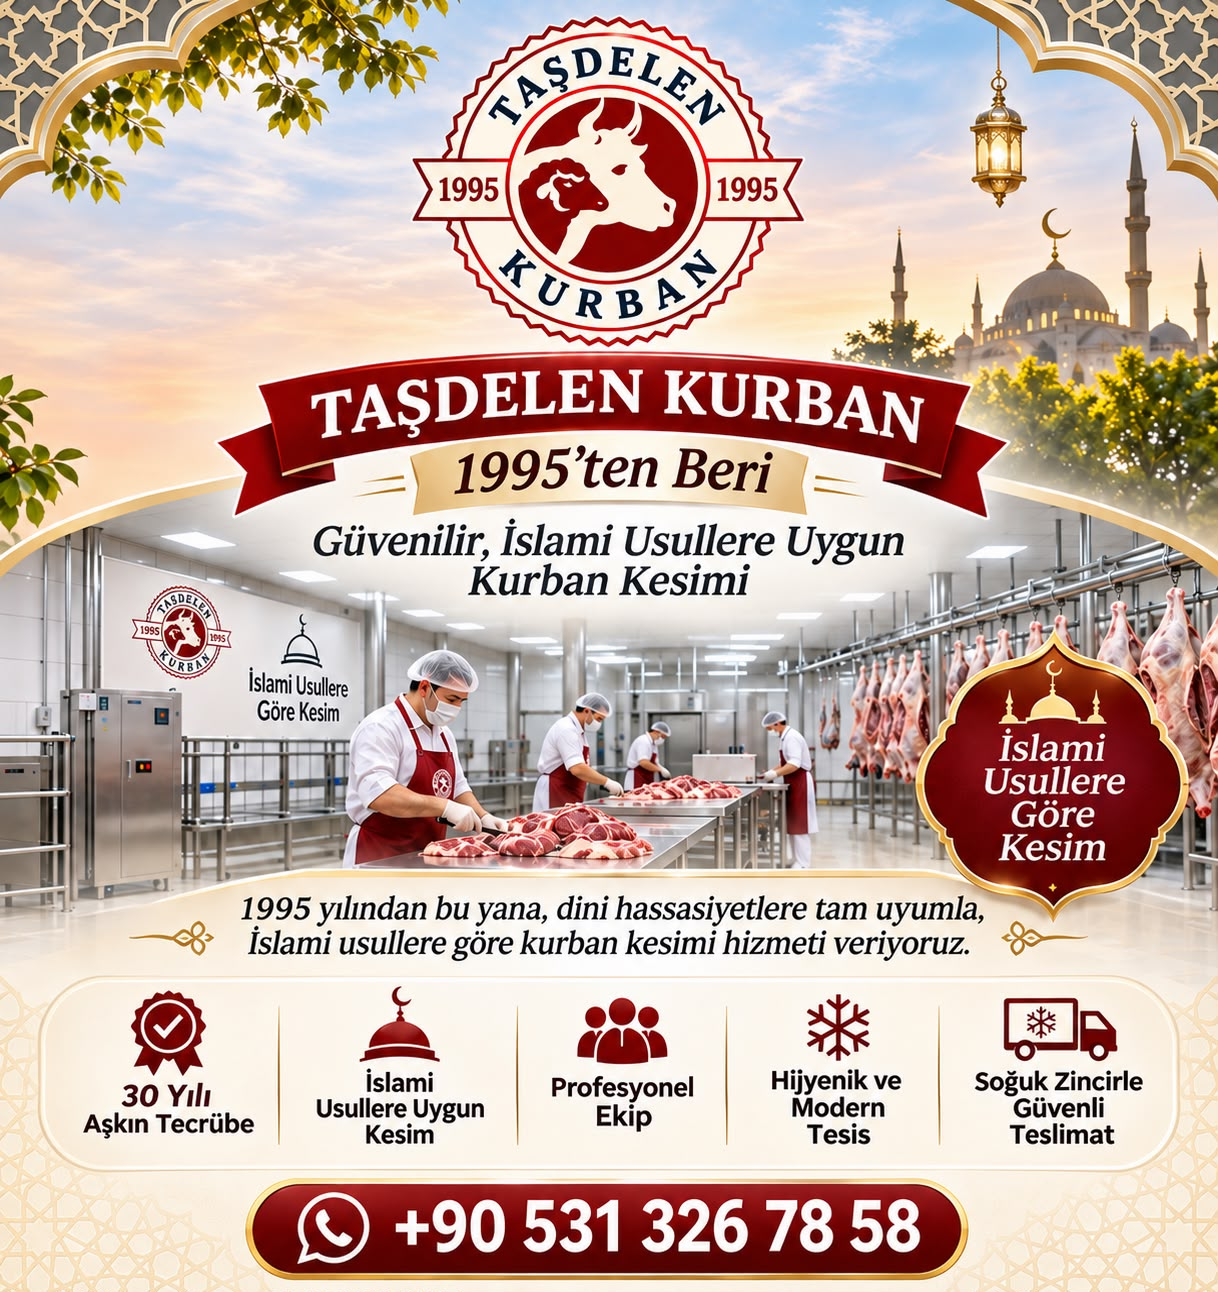 TAŞDELEN
1995 1995
KURBAN
TAŞDELEN KURBAN
1995’ten Beri
Güvenilir, İslami Usullere Uygun
Kurban Kesimi
TAŞDELEN
1995 1995
KURBAN
İslami Usullere
Göre Kesim
İslami
Usullere
Göre
Kesim
1995 yılından bu yana, dini hassasiyetlere tam uyumla,
İslami usullere göre kurban kesimi hizmeti veriyoruz.
30 Yılı
Aşkın Tecrübe
İslami
Usullere Uygun
Kesim
Profesyonel
Ekip
Hijyenik ve
Modern
Tesis
Soğuk Zincirle
Güvenli
Teslimat
+90 531 326 78 58